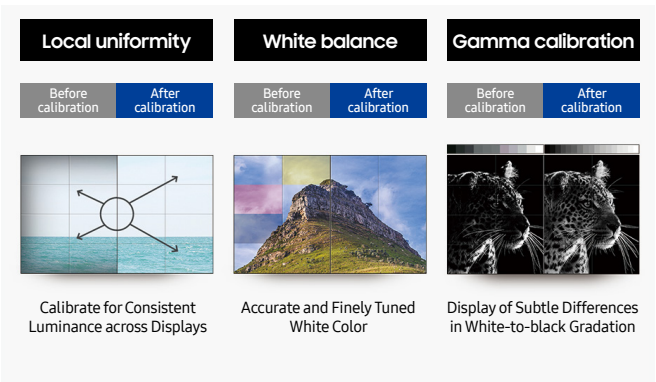 Local uniformity
Before
calibration
After
calibration
Calibrate for Consistent
Luminance across Displays
White balance
Before
calibration
After
calibration
Accurate and Finely Tuned
White Color
Gamma calibration
Before
calibration
After
calibration
Display of Subtle Differences
in White-to-black Gradation